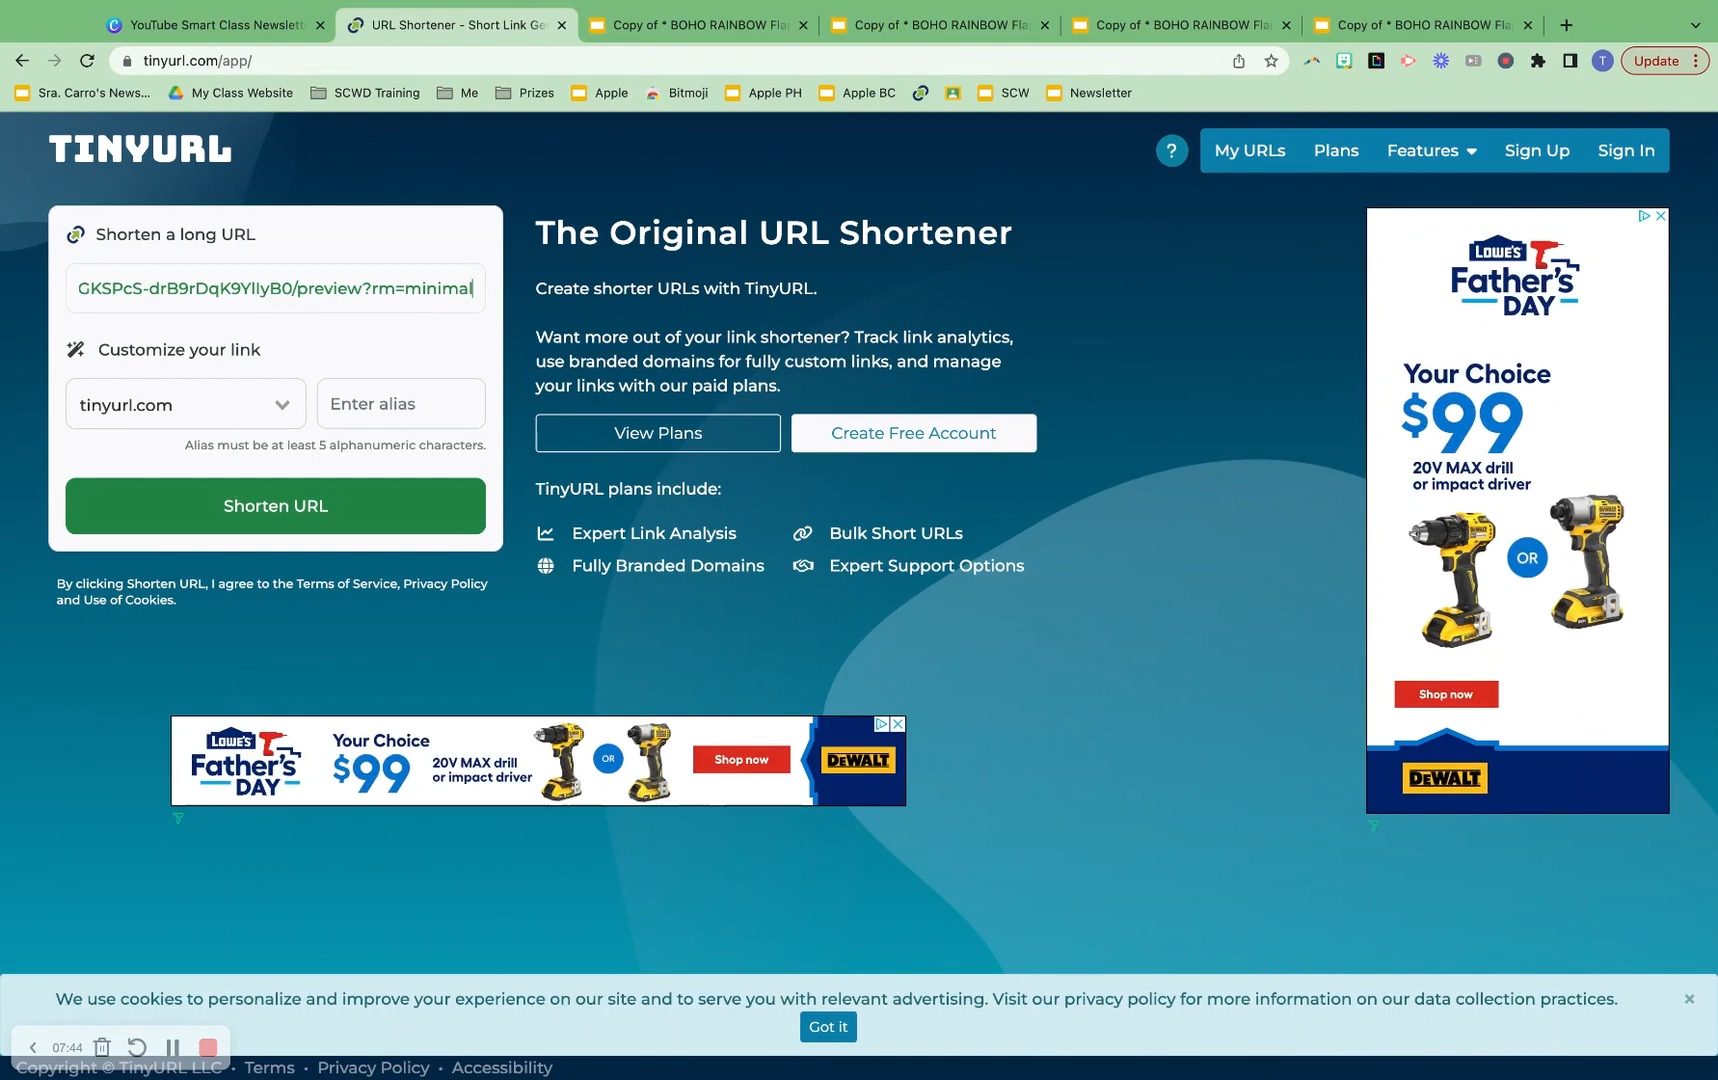 YouTube Smart Class Newslett
URL Shortener - Short Link Ge
Copy of * BOHO RAINBOW Fla
Copy of * BOHO RAINBOW Fla
Copy of * BOHO RAINBOW Fla
Copy of * BOHO RAINBOW Fla
tinyurl.com/app/
T
Update
Sra. Carro's News...
My Class Website
SCWD Training
Me
Prizes
Apple
Bitmoji
Apple PH
Apple BC
SCW
Newsletter
TINYURL
?
My URLs
Plans
Features
Sign Up
Sign In
Shorten a long URL
GKSPcS-drB9rDqK9YIlyB0/preview?rm=minimal
Customize your link
tinyurl.com
Enter alias
Alias must be at least 5 alphanumeric characters.
Shorten URL
By clicking Shorten URL, I agree to the Terms of Service, Privacy Policy
and Use of Cookies.
The Original URL Shortener
Create shorter URLs with TinyURL.
Want more out of your link shortener? Track link analytics,
use branded domains for fully custom links, and manage
your links with our paid plans.
View Plans
Create Free Account
TinyURL plans include:
Expert Link Analysis
Bulk Short URLs
Fully Branded Domains
Expert Support Options
LOWE'S
Father's
DAY
Your Choice
$99
20V MAX drill
or impact driver
OR
Shop now
DEWALT
LOWE'S
Father's
DAY
Your Choice
$99
20V MAX drill
or impact driver
OR
Shop now
DEWALT
We use cookies to personalize and improve your experience on our site and to serve you with relevant advertising. Visit our privacy policy for more information on our data collection practices.
Got it
07:44
Copyright © TinyURL LLC • Terms • Privacy Policy • Accessibility